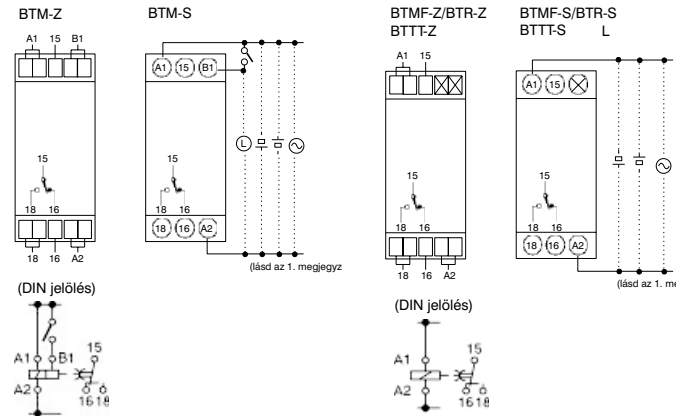 BTM-Z
A1 15 B1
15
18 16
18 16 A2
(DIN jelölés)
A1 B1
15
A2
16 18
BTM-S
A1 15 B1
L
15
18 16
18 16 A2
(lásd az 1. megjegyz
BTMF-Z/BTR-Z
BTTT-Z
A1 15
15
18 16
18 16 A2
(DIN jelölés)
A1
15
A2
16 18
BTMF-S/BTR-S
BTTT-S L
A1 15
15
18 16
18 16 A2
(lásd az 1. me